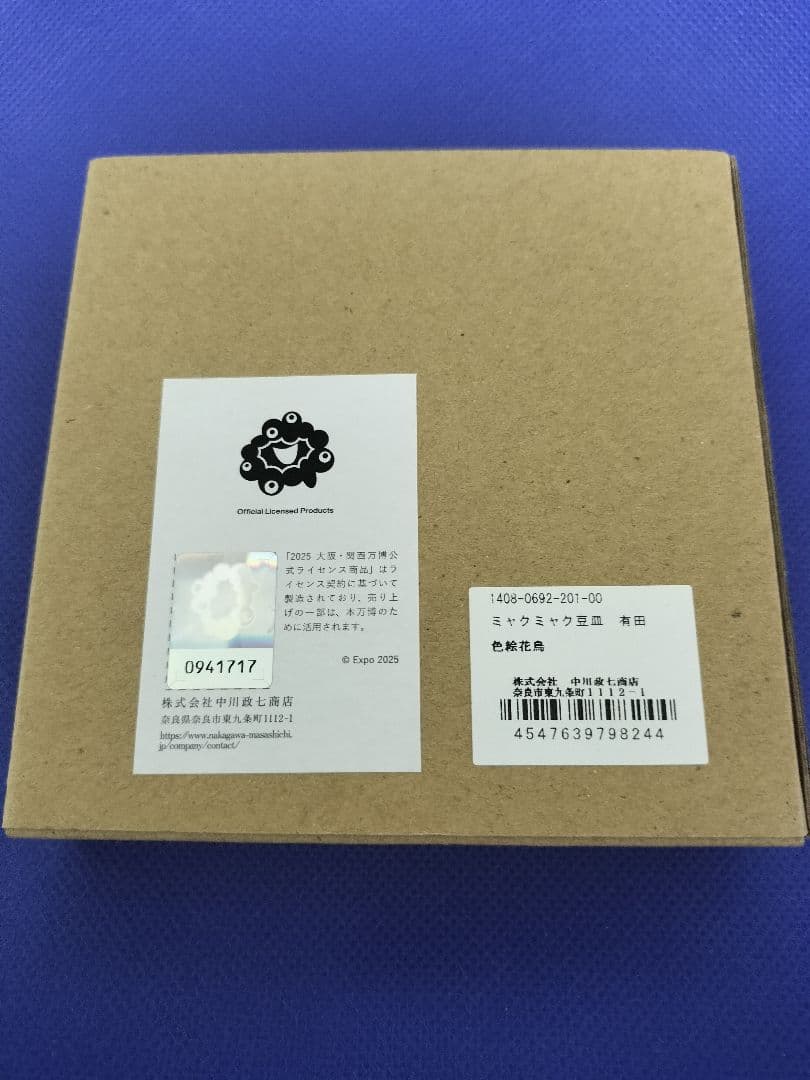 Official Licensed Products
「2025 大阪・関西万博公
式ライセンス商品」はラ
イセンス契約に基づいて
製造されており、売り上
げの一部は、本万博のた
めに活用されます。
© Expo 2025
0941717
株式会社中川政七商店
奈良県奈良市東九条町1112-1
https://www.nakagawa-masashichi.
jp/company/contact/
1408-0692-201-00
ミャクミャク豆皿　有田
色絵花鳥
株式会社　中川政七商店
奈良市東九条町１１１２－１
4547639798244